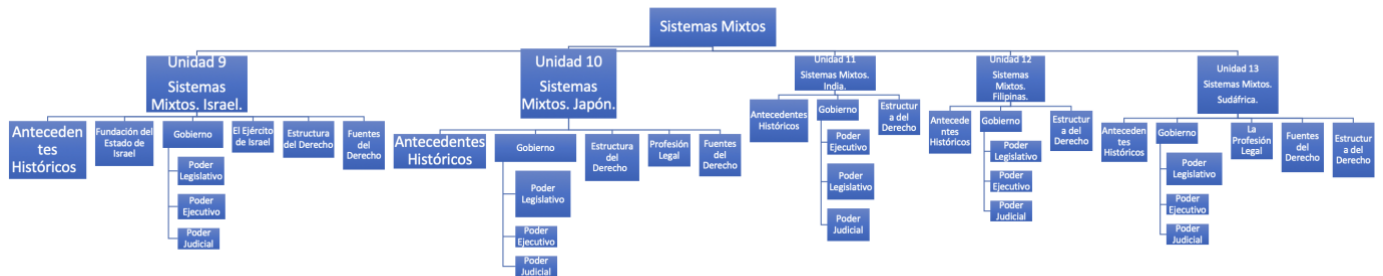 Sistemas Mixtos
Unidad 9
Sistemas
Mixtos. Israel.
Anteceden
tes
Históricos
Fundación del
Estado de
Israel
Gobierno
Poder
Legislativo
Poder
Ejecutivo
Poder
Judicial
El Ejército
de Israel
Estructura
del Derecho
Fuentes
del
Derecho
Unidad 10
Sistemas
Mixtos. Japón.
Antecedentes
Históricos
Gobierno
Poder
Legislativo
Poder
Ejecutivo
Poder
Judicial
Estructura
del
Derecho
Profesión
Legal
Fuentes
del
Derecho
Unidad 11
Sistemas Mixtos.
India.
Antecedentes
Históricos
Gobierno
Poder
Ejecutivo
Poder
Legislativo
Poder
Judicial
Estructur
a del
Derecho
Unidad 12
Sistemas
Mixtos.
Filipinas.
Antecede
ntes
Históricos
Gobierno
Poder
Legislativo
Poder
Ejecutivo
Poder
Judicial
Estructur
a del
Derecho
Unidad 13
Sistemas Mixtos.
Sudáfrica.
Anteceden
tes
Históricos
Gobierno
Poder
Legislativo
Poder
Ejecutivo
Poder
Judicial
La
Profesión
Legal
Fuentes
del
Derecho
Estructur
a del
Derecho